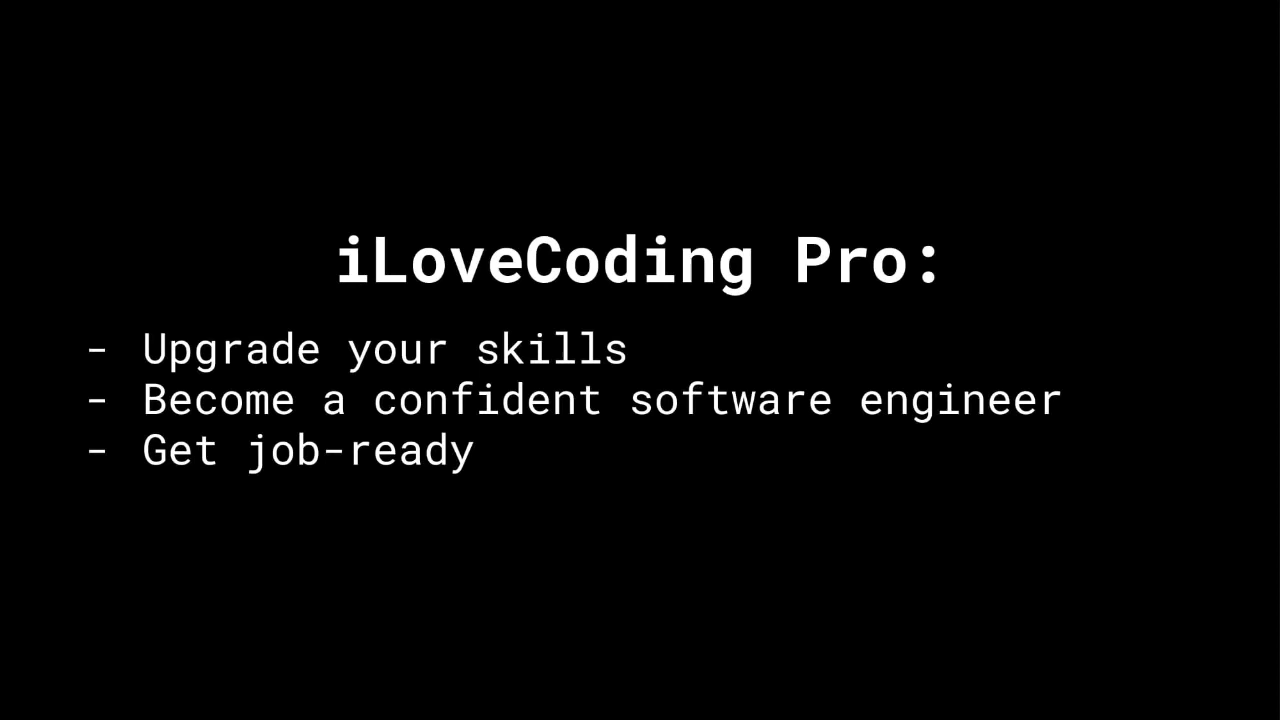 iLoveCoding Pro:
- Upgrade your skills
- Become a confident software engineer
- Get job-ready